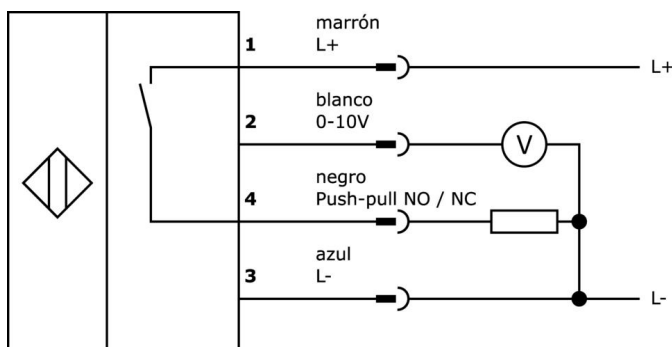 marrón
1 L+
L+
blanco
2 0-10V
V
negro
4 Push-pull NO / NC
azul
3 L-
L-